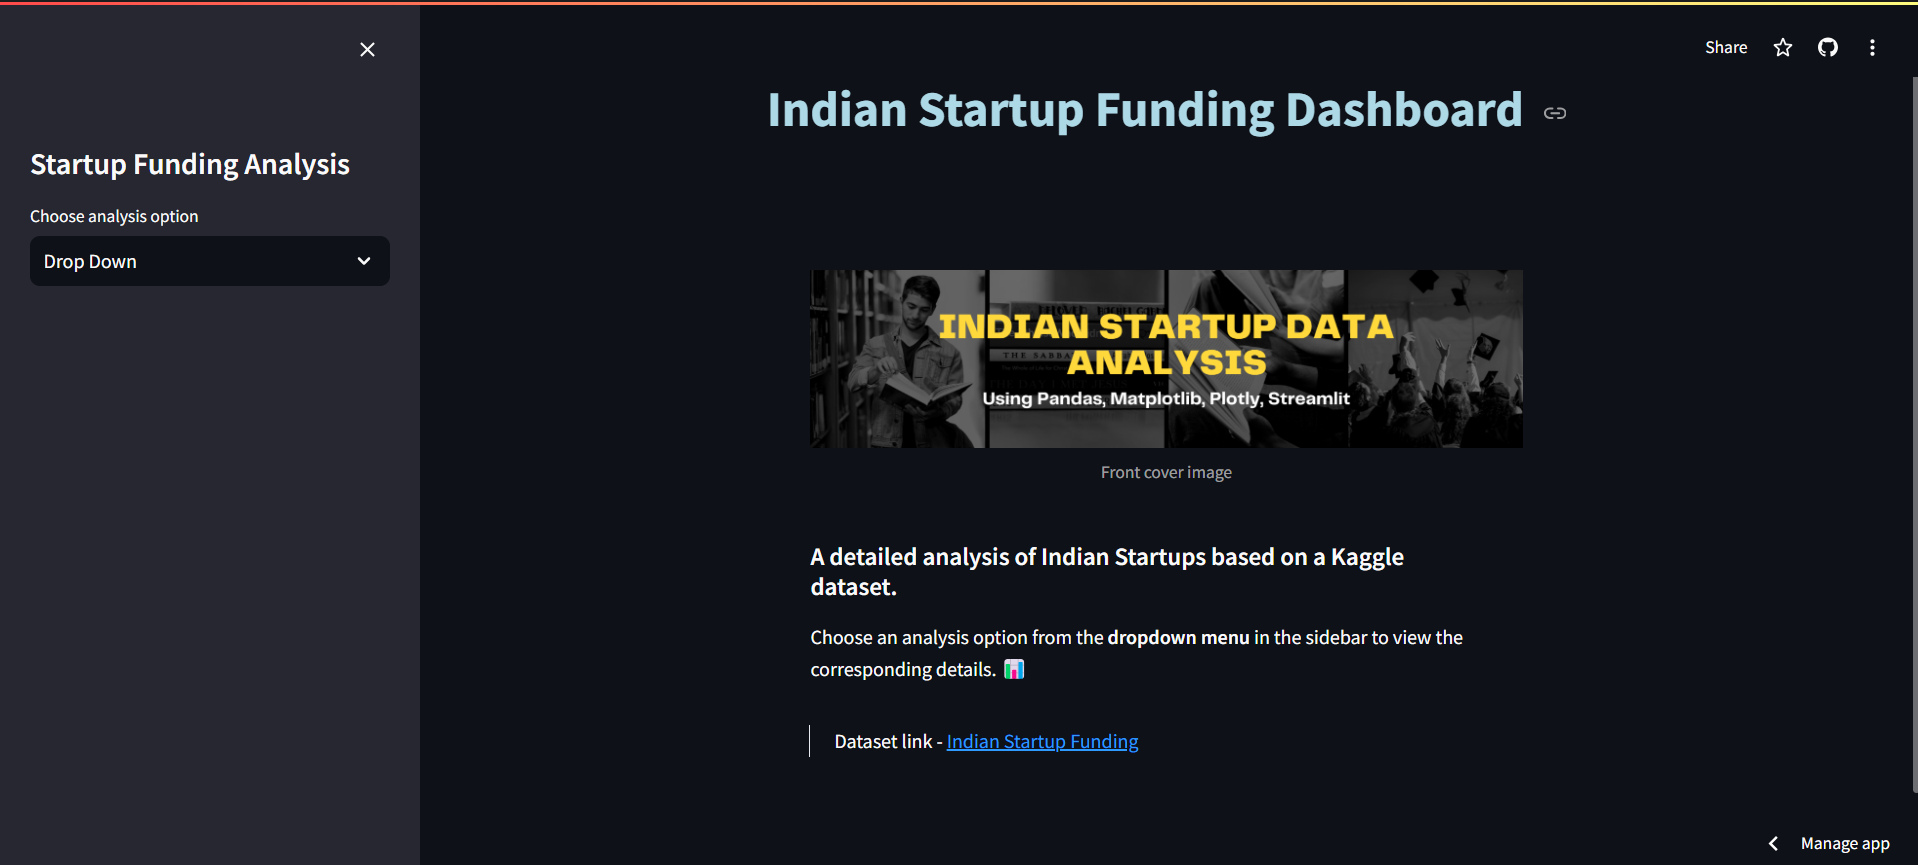 Share
Startup Funding Analysis
Choose analysis option
Drop Down
Indian Startup Funding Dashboard
INDIAN STARTUP DATA
ANALYSIS
Using Pandas, Matplotlib, Plotly, Streamlit
THE SABBA
Front cover image
A detailed analysis of Indian Startups based on a Kaggle
dataset.
Choose an analysis option from the dropdown menu in the sidebar to view the
corresponding details.
Dataset link - Indian Startup Funding
Manage app